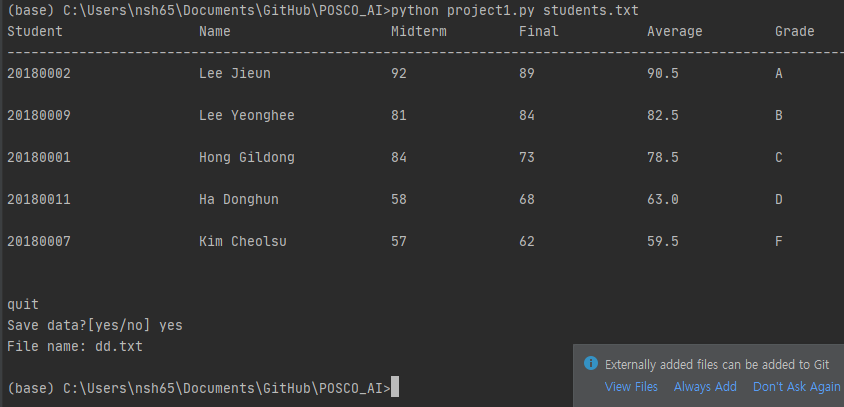 (base) C:\Users\nsh65\Documents\GitHub\POSCO_AI>python project1.py students.txt
Student Name Midterm Final Average Grade
--------------------------------------------------------------------------------------------------------
20180002 Lee Jieun 92 89 90.5 A
20180009 Lee Yeonghee 81 84 82.5 B
20180001 Hong Gildong 84 73 78.5 C
20180011 Ha Donghun 58 68 63.0 D
20180007 Kim Cheolsu 57 62 59.5 F
quit
Save data?[yes/no] yes
File name: dd.txt
Externally added files can be added to Git
View Files Always Add Don't Ask Again
(base) C:\Users\nsh65\Documents\GitHub\POSCO_AI>